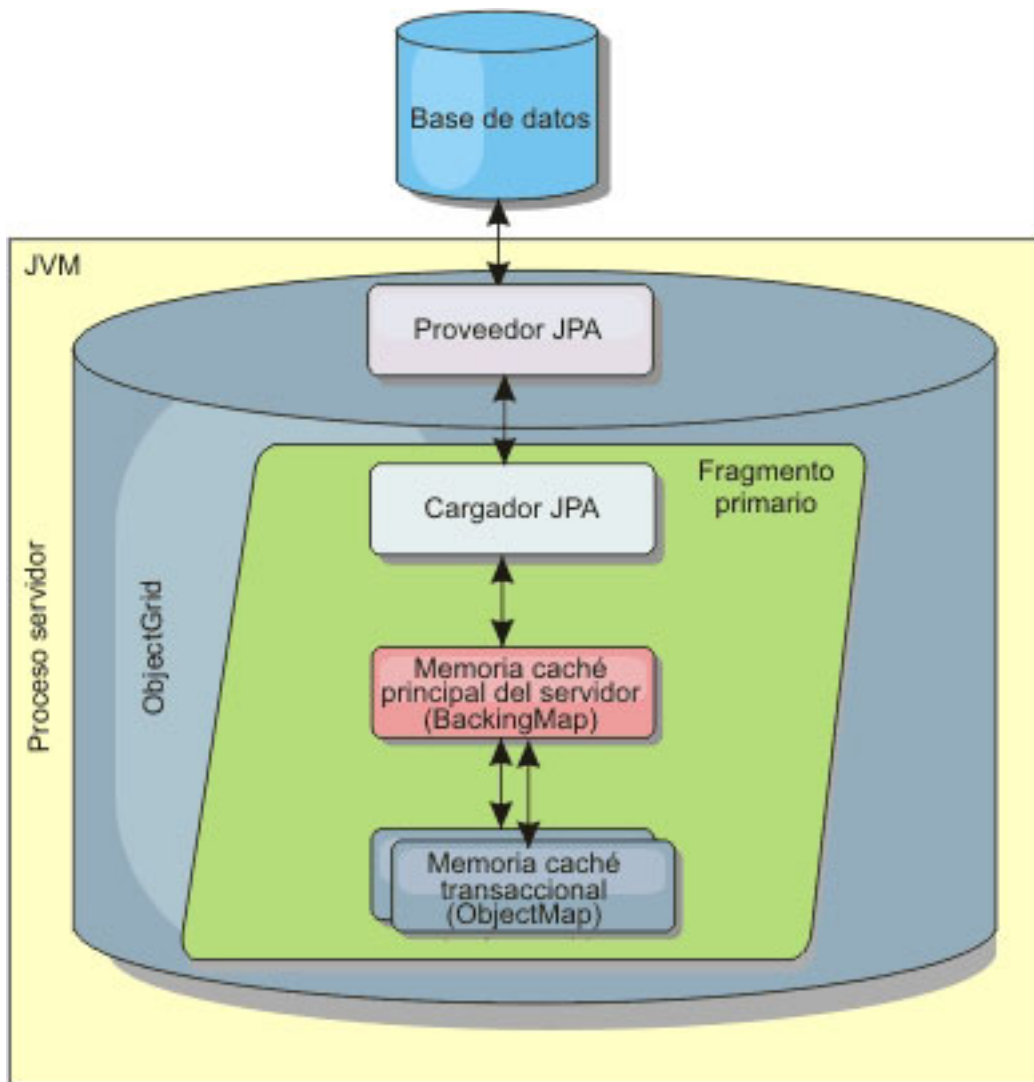 Base de datos
JVM
Proveedor JPA
Cargador JPA
Fragmento
primario
Proceso servidor
ObjectGrid
Memoria caché
principal del servidor
(BackingMap)
Memoria caché
transaccional
(ObjectMap)